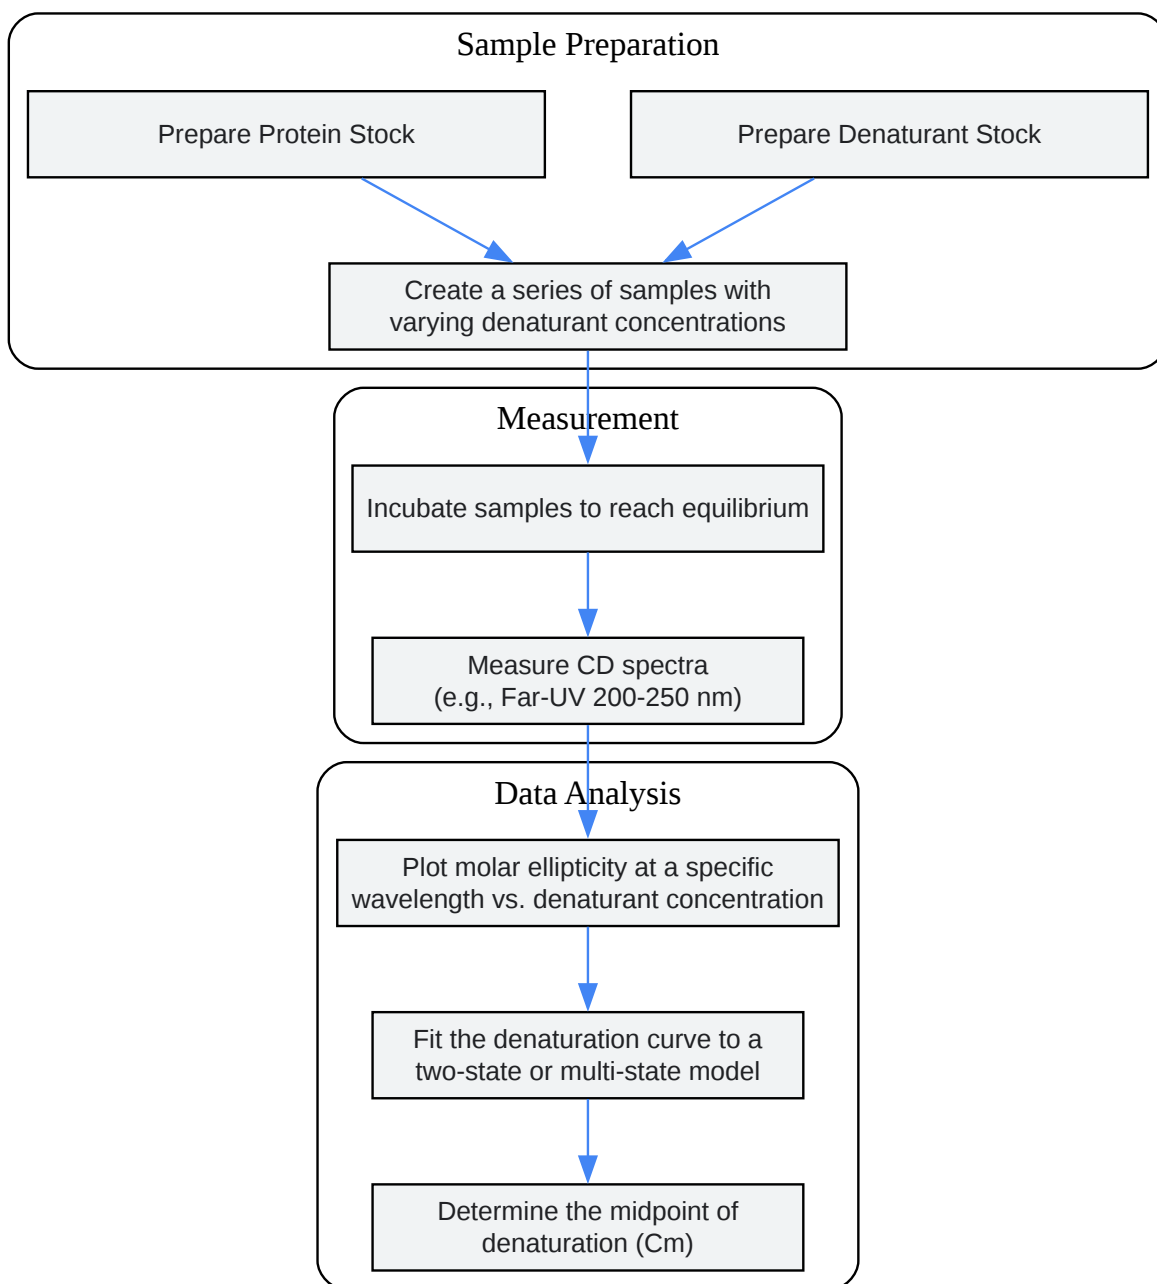 Sample Preparation
Prepare Protein Stock
Prepare Denaturant Stock
Create a series of samples with
varying denaturant concentrations
Measurement
Incubate samples to reach equilibrium
Measure CD spectra
(e.g., Far-UV 200-250 nm)
Data Analysis
Plot molar ellipticity at a specific
wavelength vs. denaturant concentration
Fit the denaturation curve to a
two-state or multi-state model
Determine the midpoint of
denaturation (Cm)